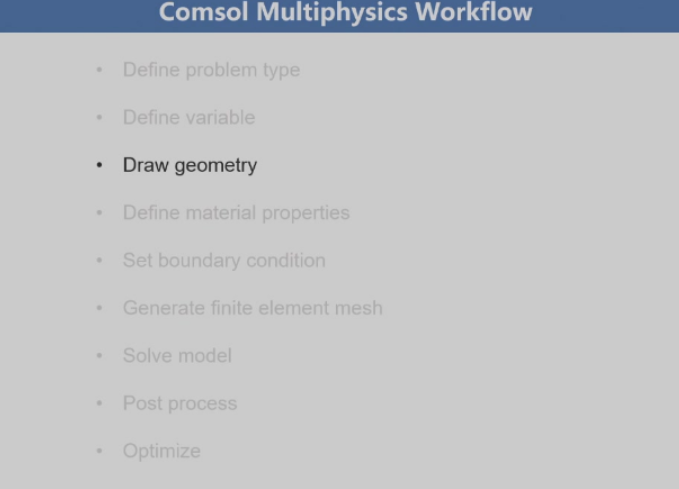 Comsol Multiphysics Workflow
• Define problem type
• Define variable
• Draw geometry
• Define material properties
• Set boundary condition
• Generate finite element mesh
• Solve model
• Post process
• Optimize